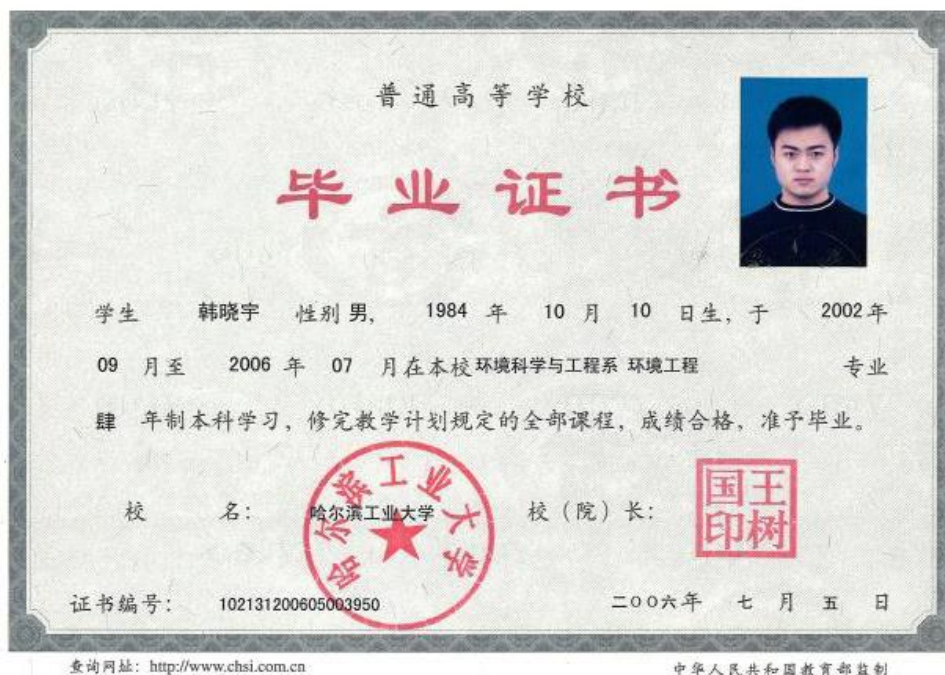 普通高等学校
毕业证书
学生 韩晓宇 性别 男， 1984 年 10 月 10 日生，于 2002 年
09 月至 2006 年 07 月在本校 环境科学与工程系 环境工程 专业
肆 年制本科学习，修完教学计划规定的全部课程，成绩合格，准予毕业。
校 名： 哈尔滨工业大学 校（院）长：
哈尔滨工业大学
王树国印
证书编号： 102131200605003950 二〇〇六年 七 月 五 日
查询网址：http://www.chsi.com.cn 中华人民共和国教育部监制